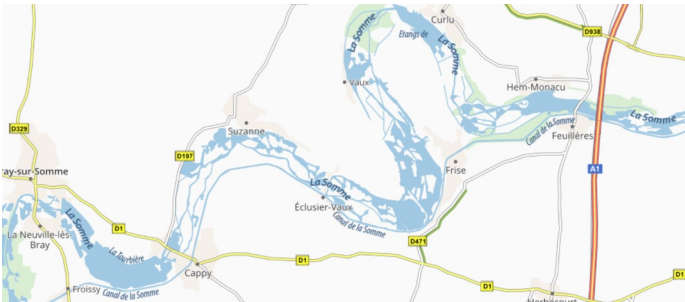 Curlu
La Somme
Etangs de
La Somme
D938
Vaux
Hem-Monacu
D329
Suzanne
La Somme
Canal de la Somme
Feuillères
D197
Frise
A1
ay-sur-Somme
La Somme
Éclusier-Vaux
La Somme
Canal de la Somme
D1
La Neuville-lès-
Bray
D471
La Tourbière
D1
Cappy
D1
D1
Froissy
Canal de la Somme